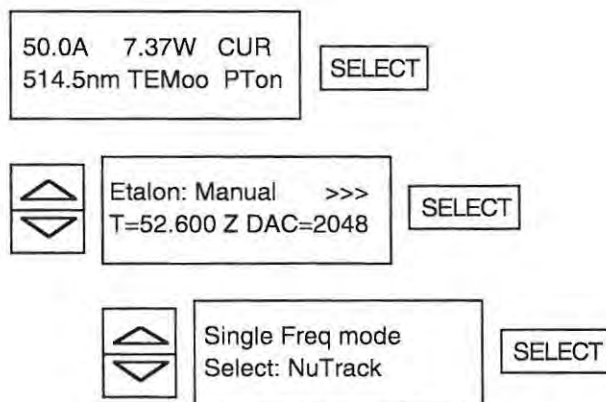 50.0A 7.37W CUR
514.5nm TEMoo PTon
SELECT
Etalon: Manual >>>
T=52.600 Z DAC=2048
SELECT
Single Freq mode
Select: NuTrack
SELECT